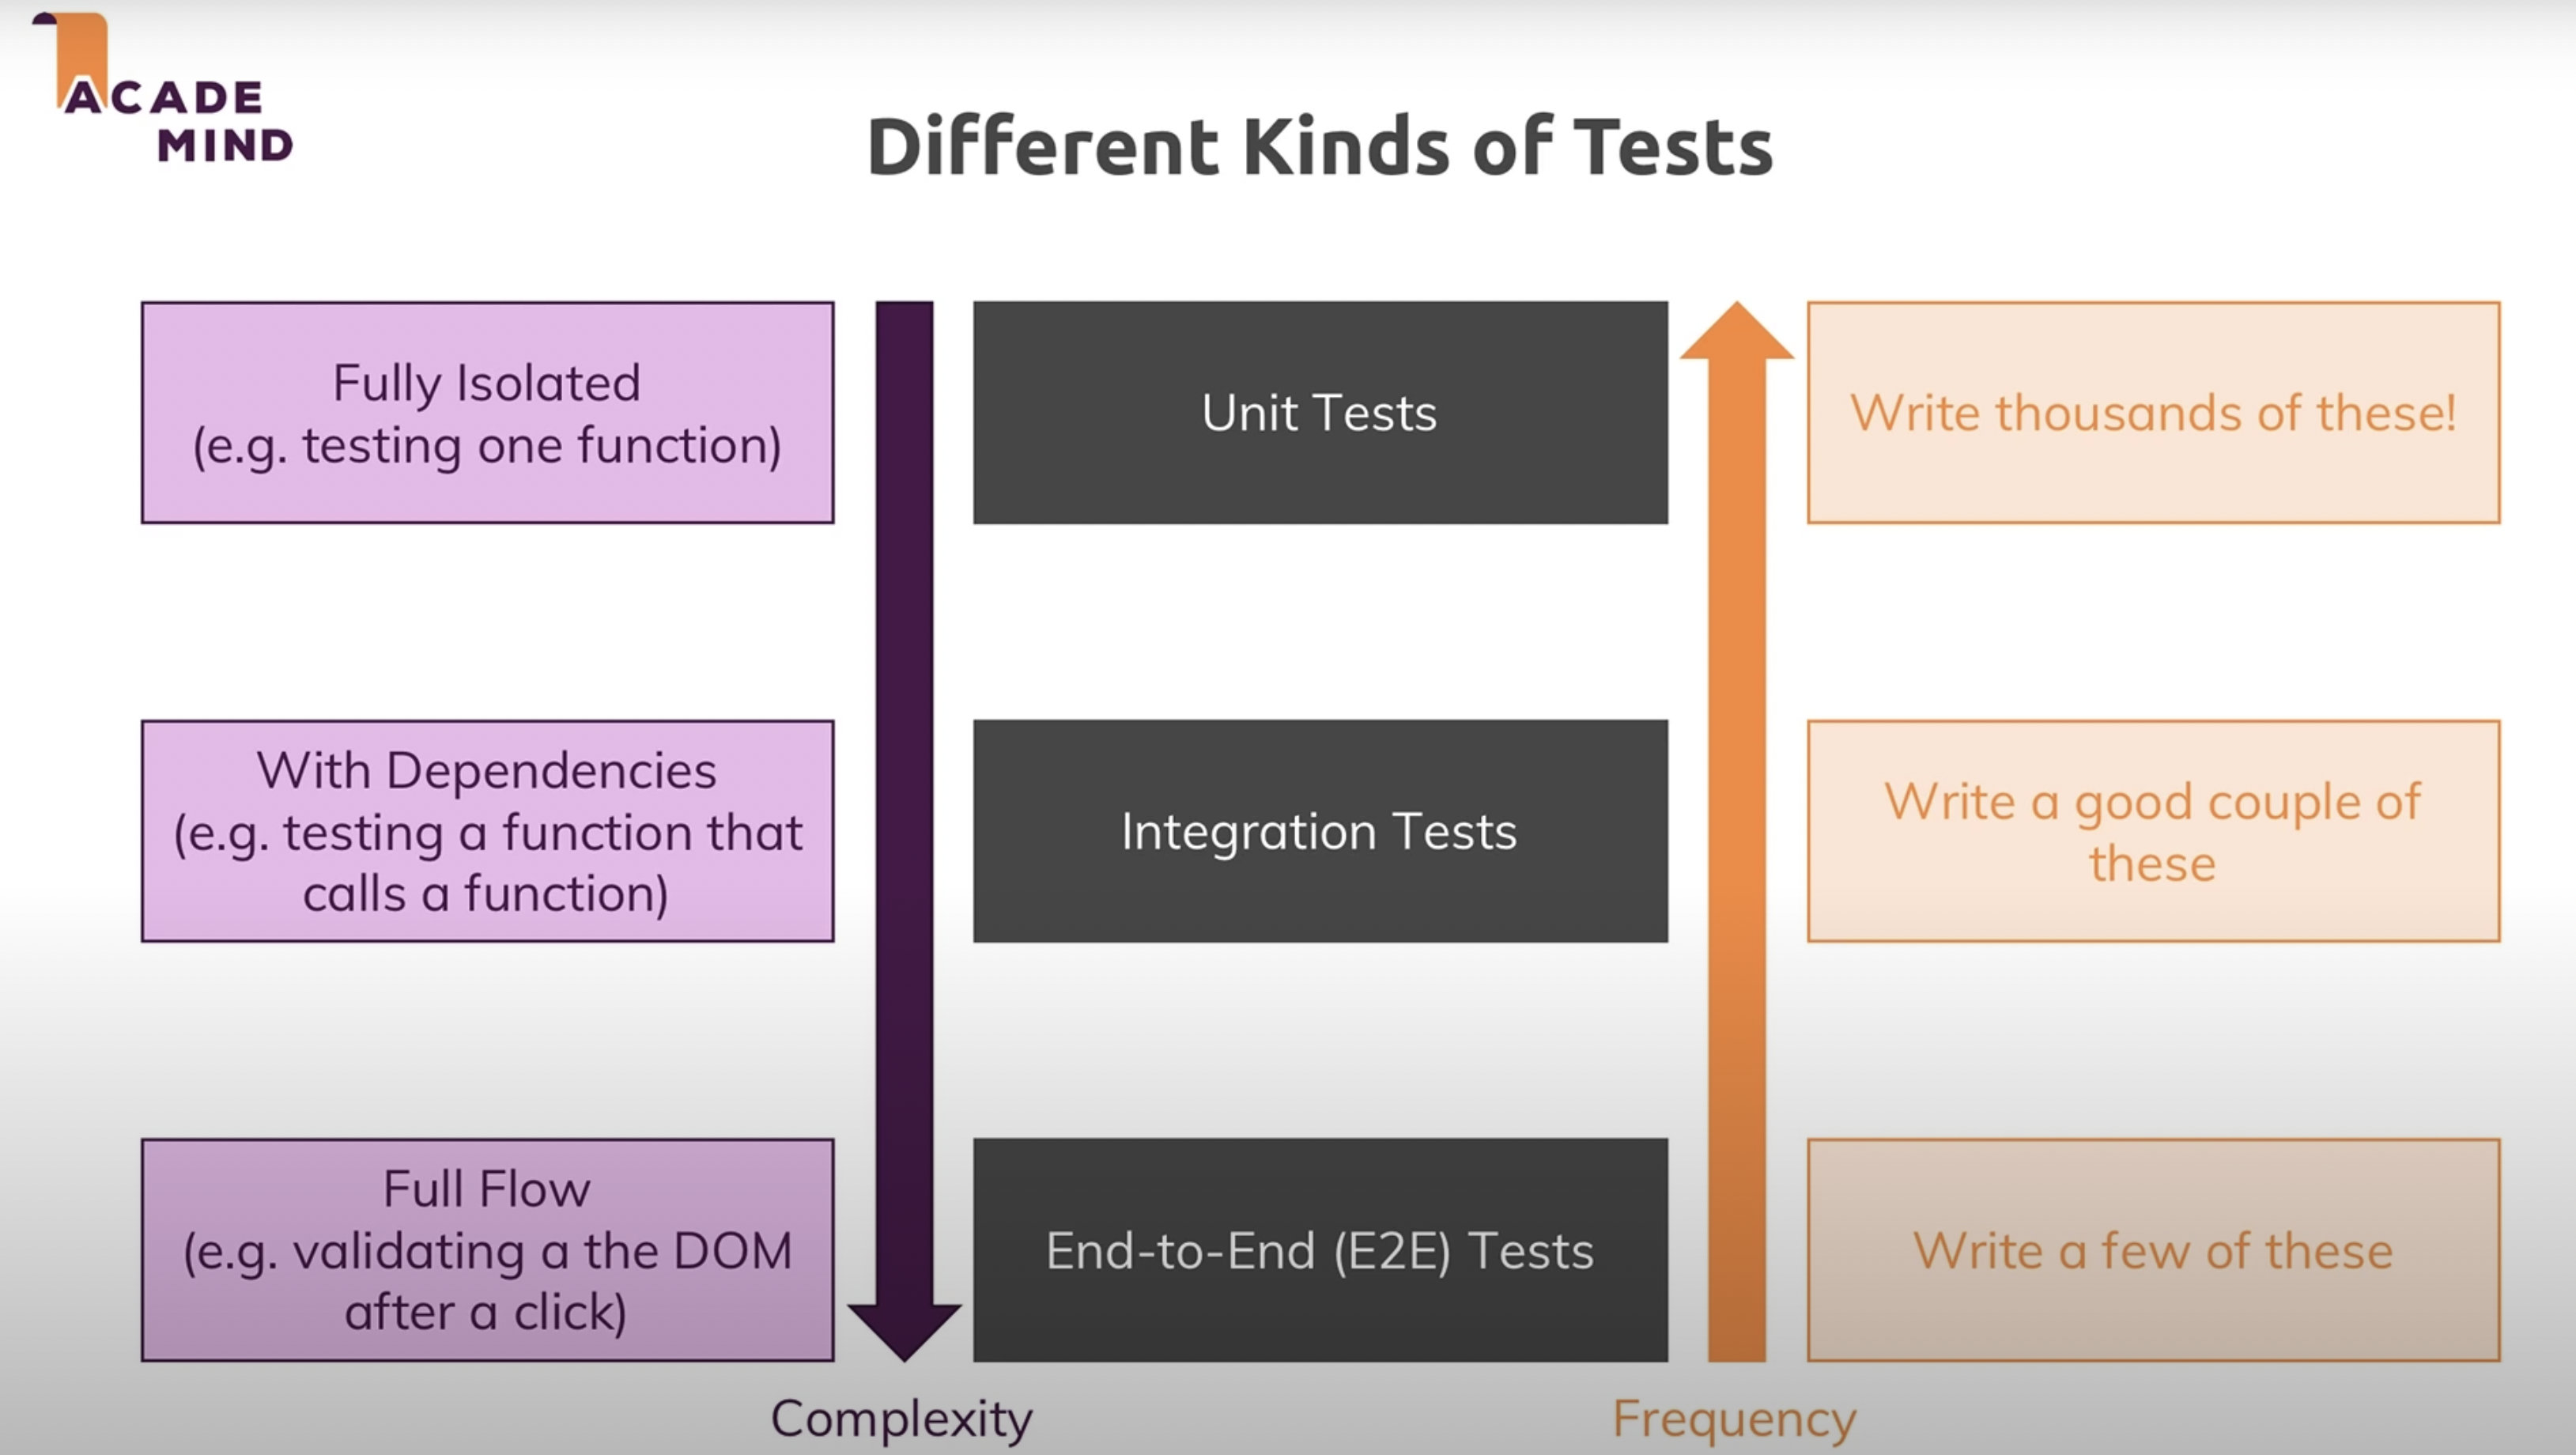 ACADE
MIND
Different Kinds of Tests
Fully Isolated
(e.g. testing one function)
Unit Tests
Write thousands of these!
With Dependencies
(e.g. testing a function that
calls a function)
Integration Tests
Write a good couple of
these
Full Flow
(e.g. validating a the DOM
after a click)
End-to-End (E2E) Tests
Write a few of these
Complexity
Frequency